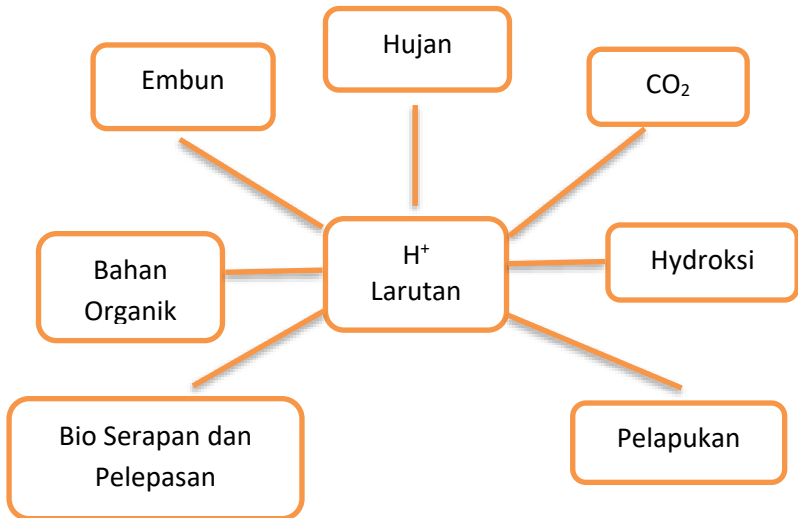 Hujan
Embun
CO₂
H⁺
Larutan
Bahan
Organik
Hydroksi
Bio Serapan dan
Pelepasan
Pelapukan